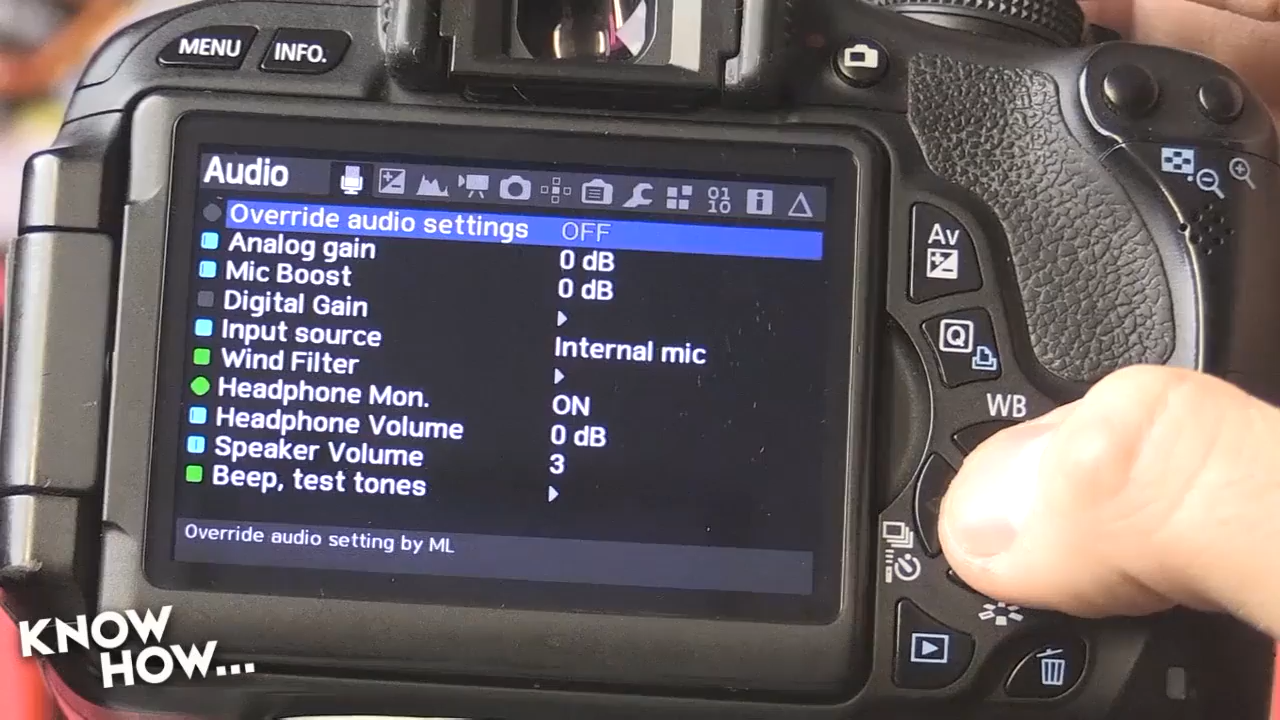 MENU
INFO.
Audio
01
10
Override audio settings OFF
Analog gain 0 dB
Mic Boost 0 dB
Digital Gain
Input source Internal mic
Wind Filter
Headphone Mon. ON
Headphone Volume 0 dB
Speaker Volume 3
Beep, test tones
Override audio setting by ML
Av
Q
WB
KNOW
HOW...